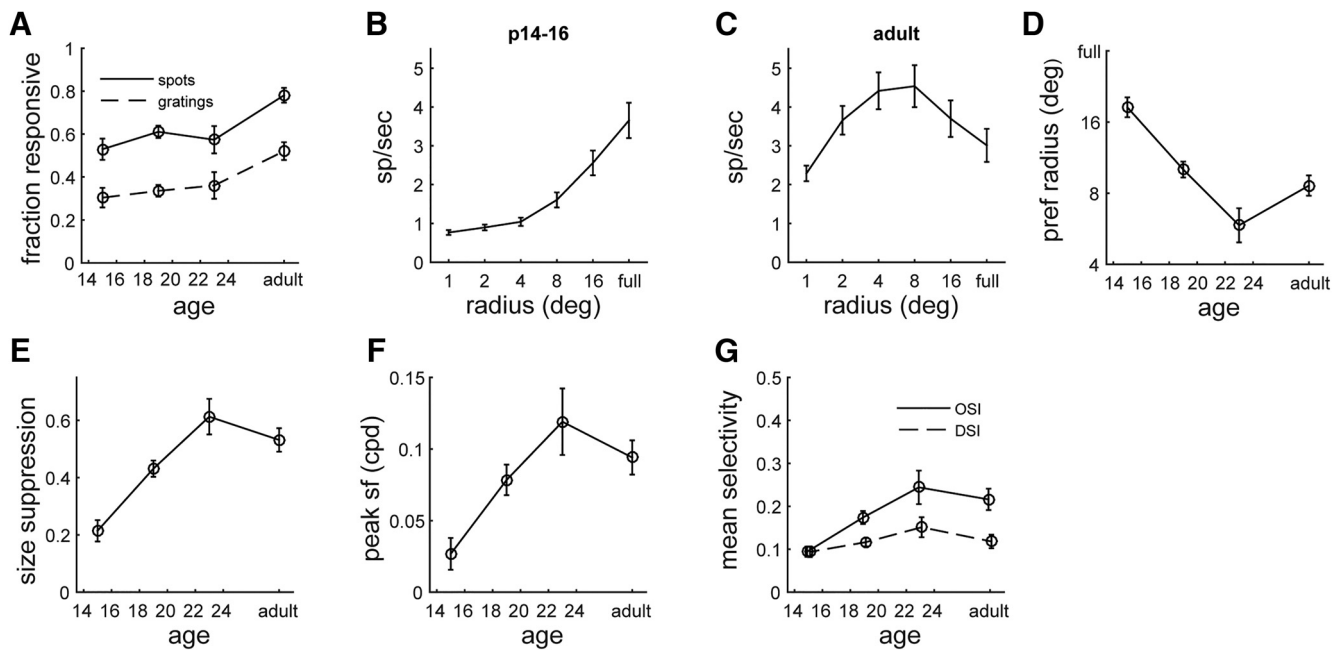 A
fraction responsive
1
0.8
0.6
0.4
0.2
0
spots
gratings
14 16 18 20 22 24 adult
age
B
p14-16
sp/sec
5
4
3
2
1
0
1 2 4 8 16 full
radius (deg)
C
adult
sp/sec
5
4
3
2
1
0
1 2 4 8 16 full
radius (deg)
D
pref radius (deg)
full
16
8
4
14 16 18 20 22 24 adult
age
E
size suppression
0.6
0.4
0.2
0
14 16 18 20 22 24 adult
age
F
peak sf (cpd)
0.15
0.1
0.05
0
14 16 18 20 22 24 adult
age
G
mean selectivity
0.5
0.4
0.3
0.2
0.1
0
OSI
DSI
14 16 18 20 22 24 adult
age